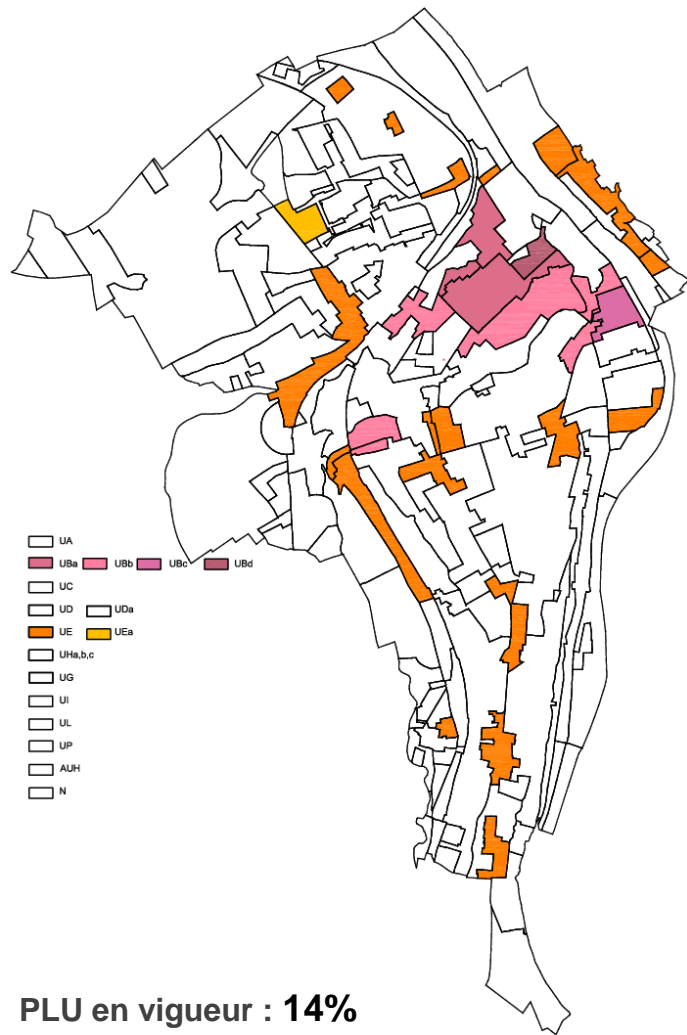 UA
UBa UBb UBc UBd
UC
UD UDa
UE UEa
UHa,b,c
UG
UI
UL
UP
AUH
N
PLU en vigueur : 14%